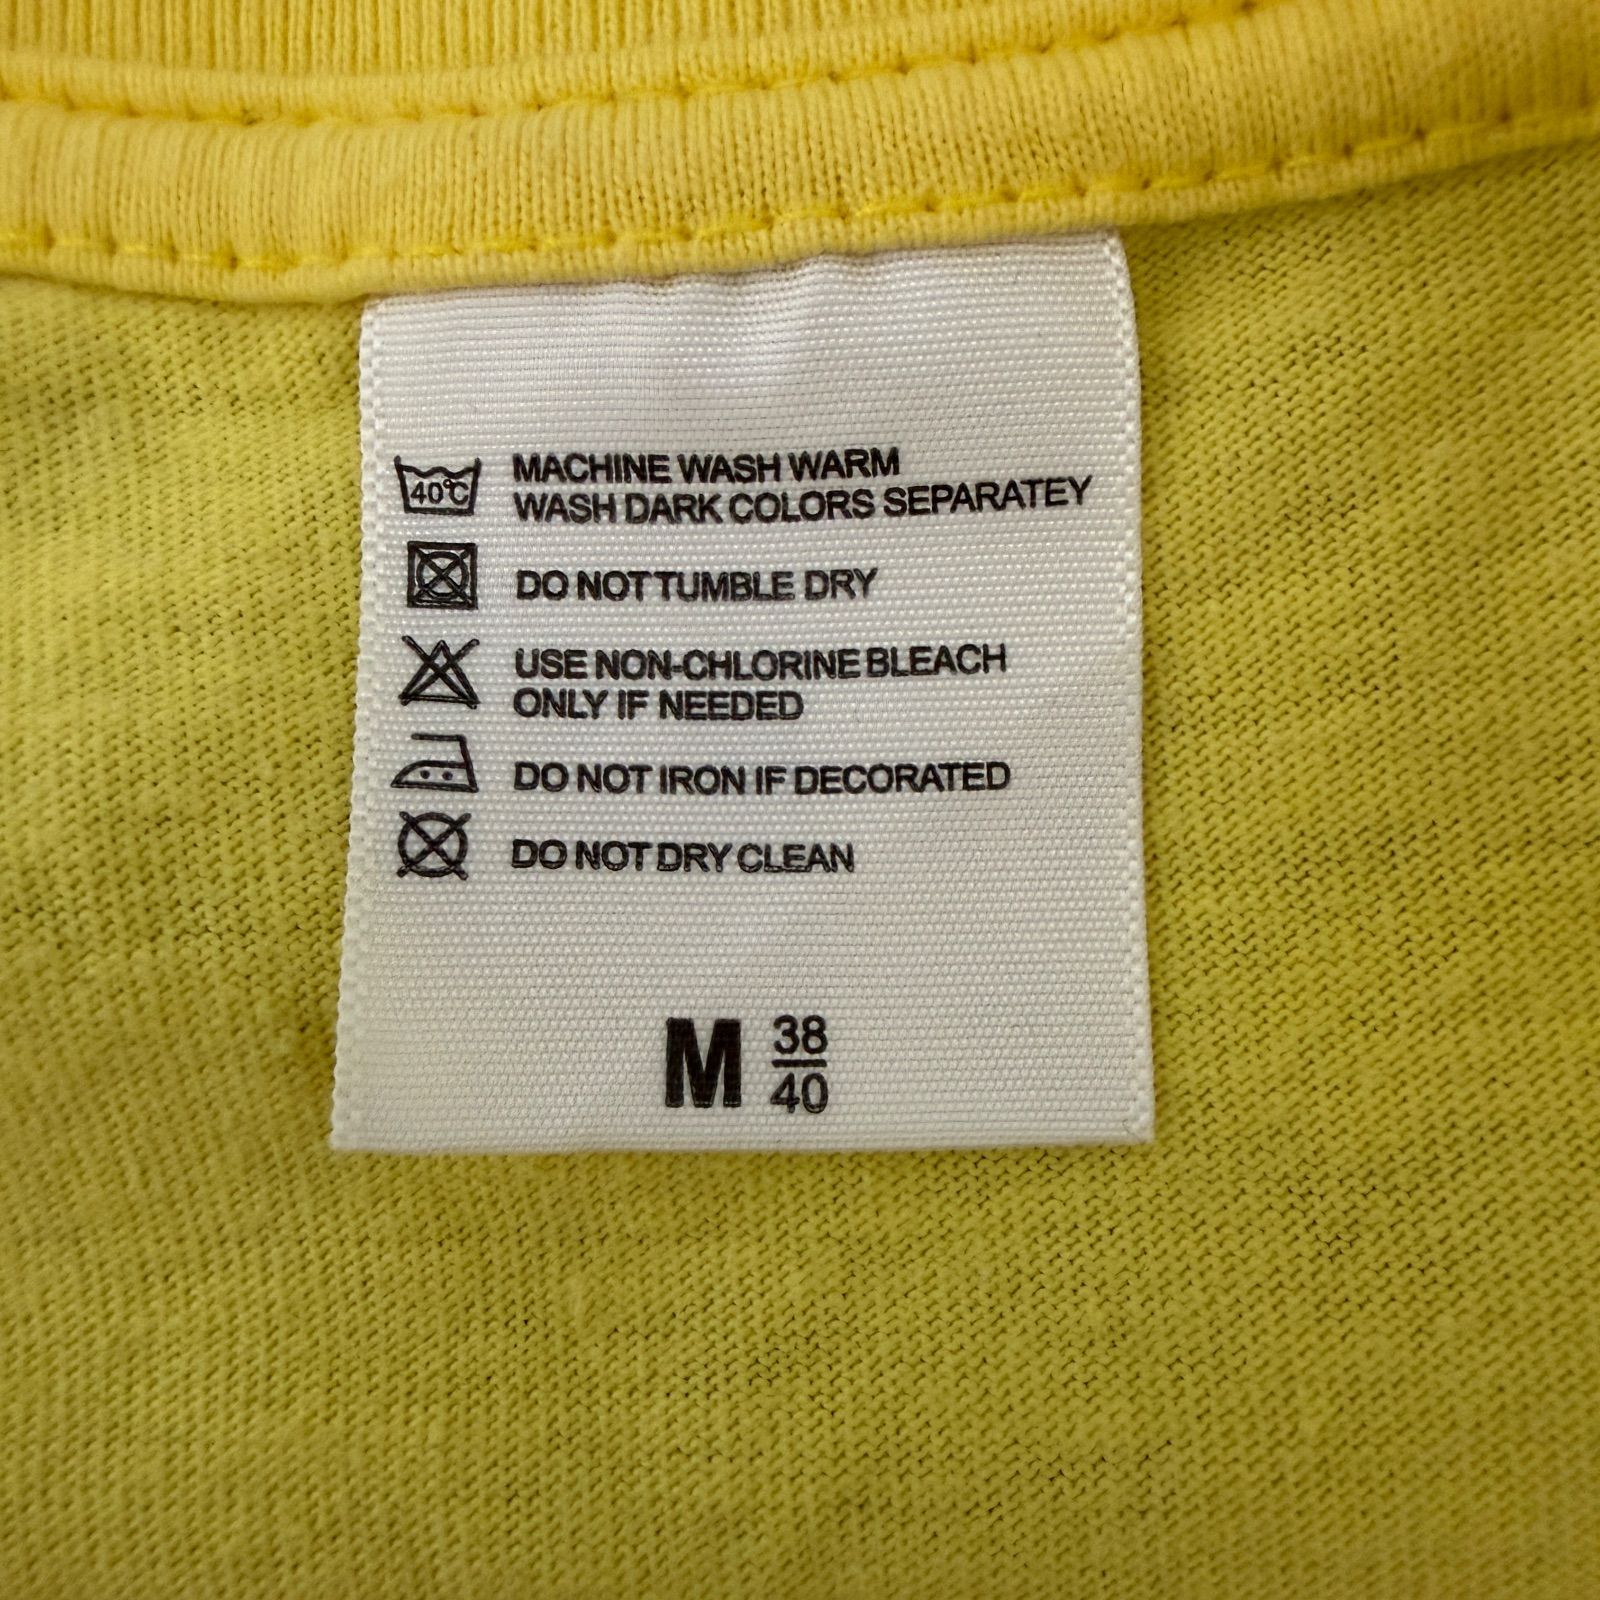 40°C MACHINE WASH WARM
WASH DARK COLORS SEPARATEY
DO NOT TUMBLE DRY
USE NON-CHLORINE BLEACH
ONLY IF NEEDED
DO NOT IRON IF DECORATED
DO NOT DRY CLEAN
M 38
40